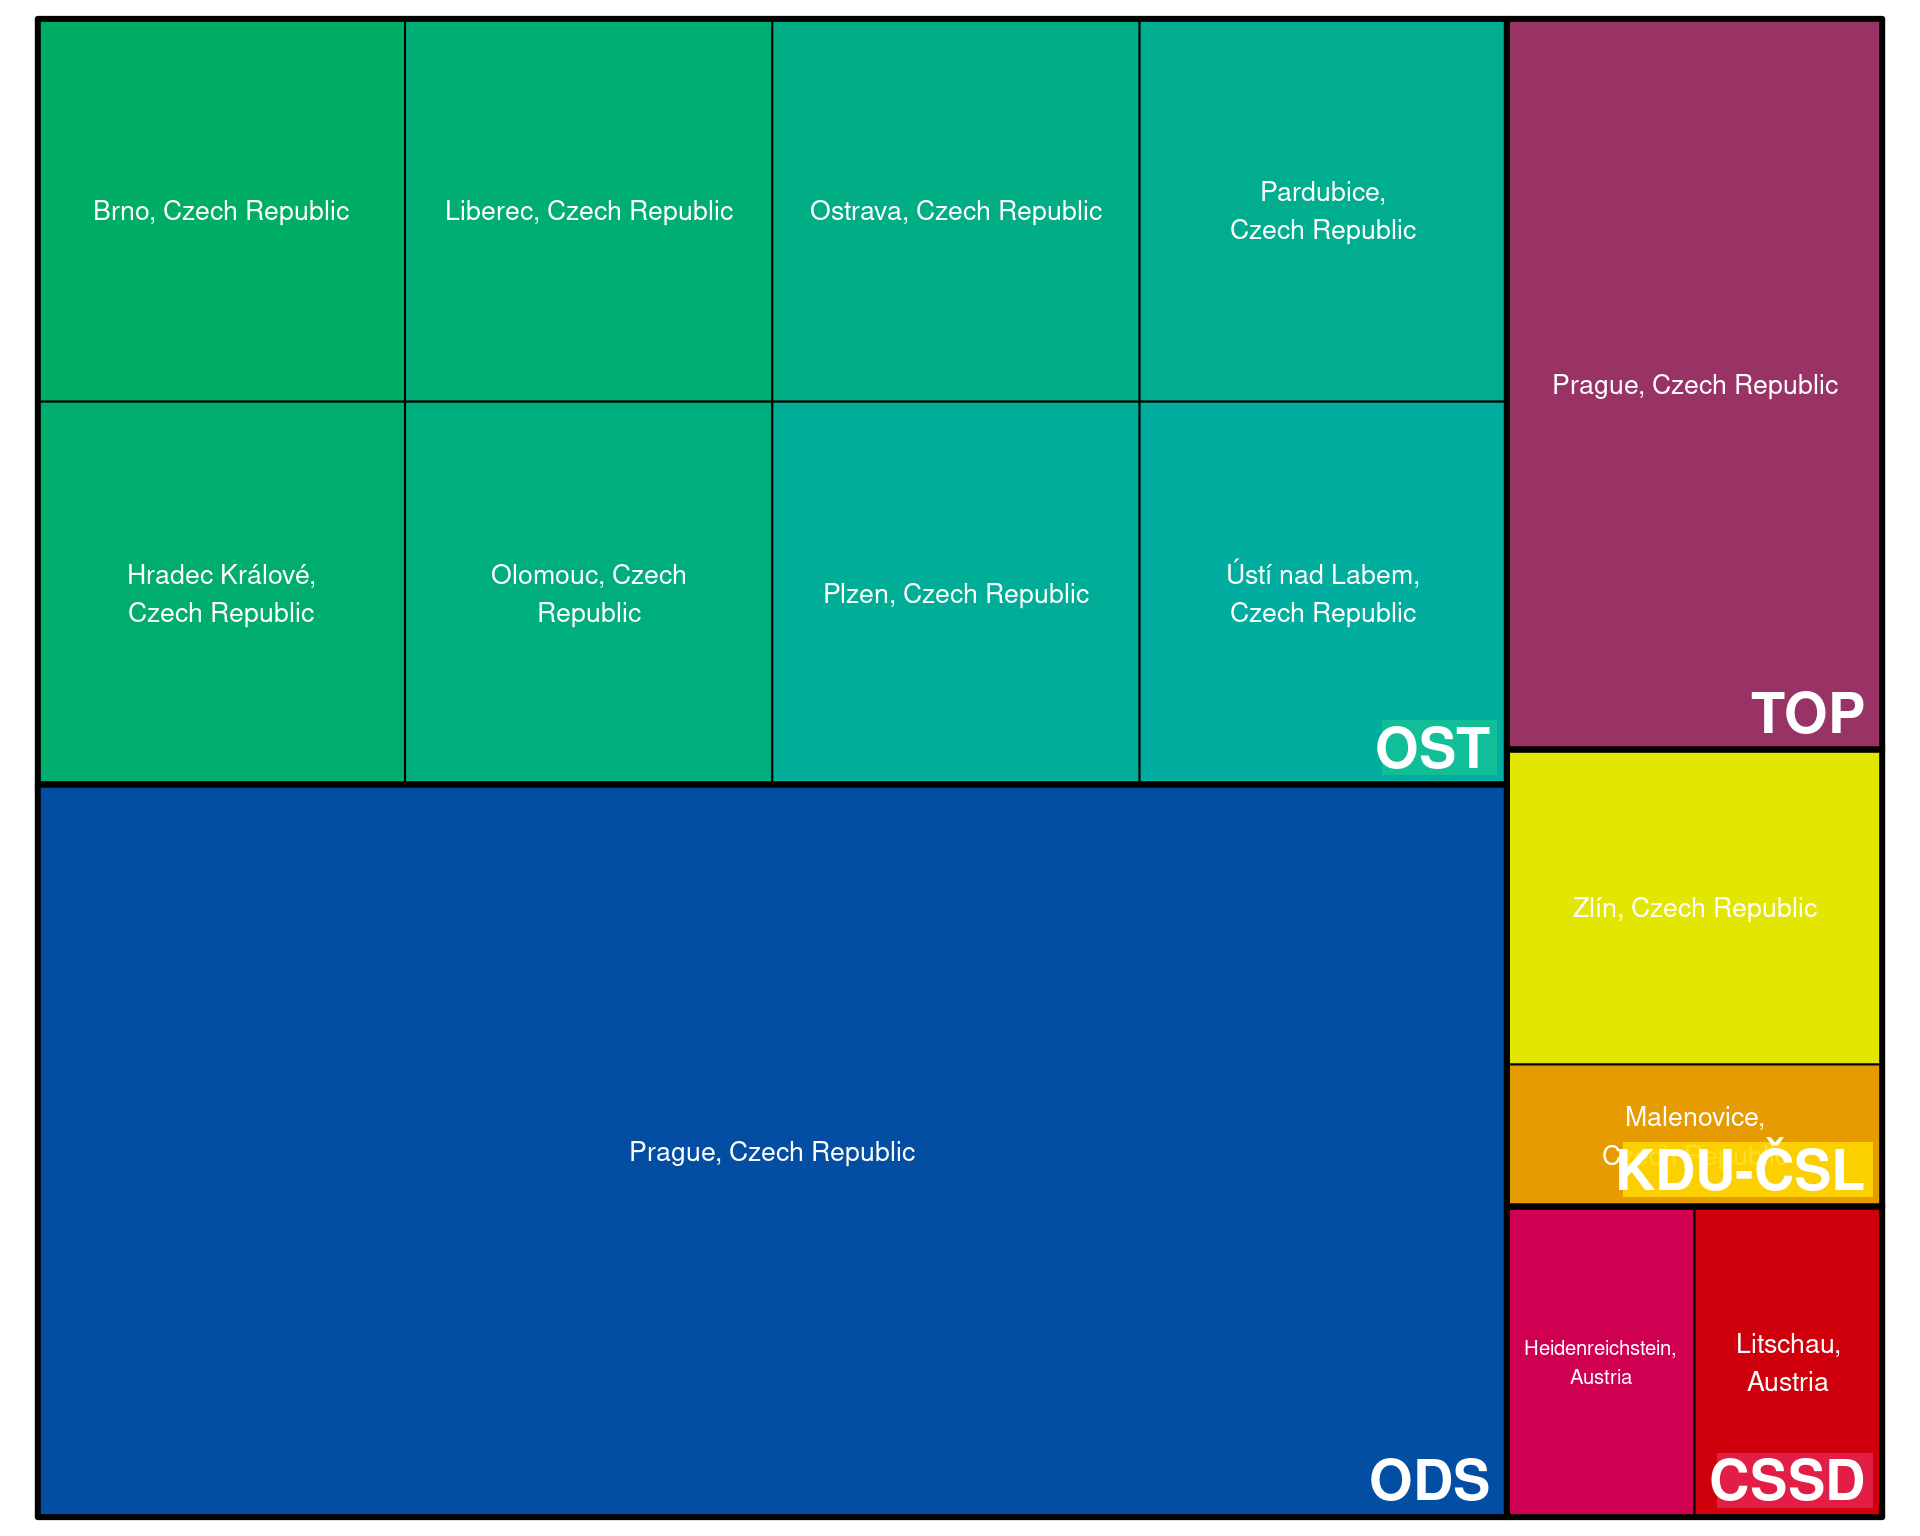 Brno, Czech Republic
Liberec, Czech Republic
Ostrava, Czech Republic
Pardubice,
Czech Republic
Hradec Králové,
Czech Republic
Olomouc, Czech
Republic
Plzen, Czech Republic
Ústí nad Labem,
Czech Republic
OST
Prague, Czech Republic
ODS
Prague, Czech Republic
TOP
Zlín, Czech Republic
Malenovice,
Czech Republic
KDU-ČSL
Heidenreichstein,
Austria
Litschau,
Austria
CSSD